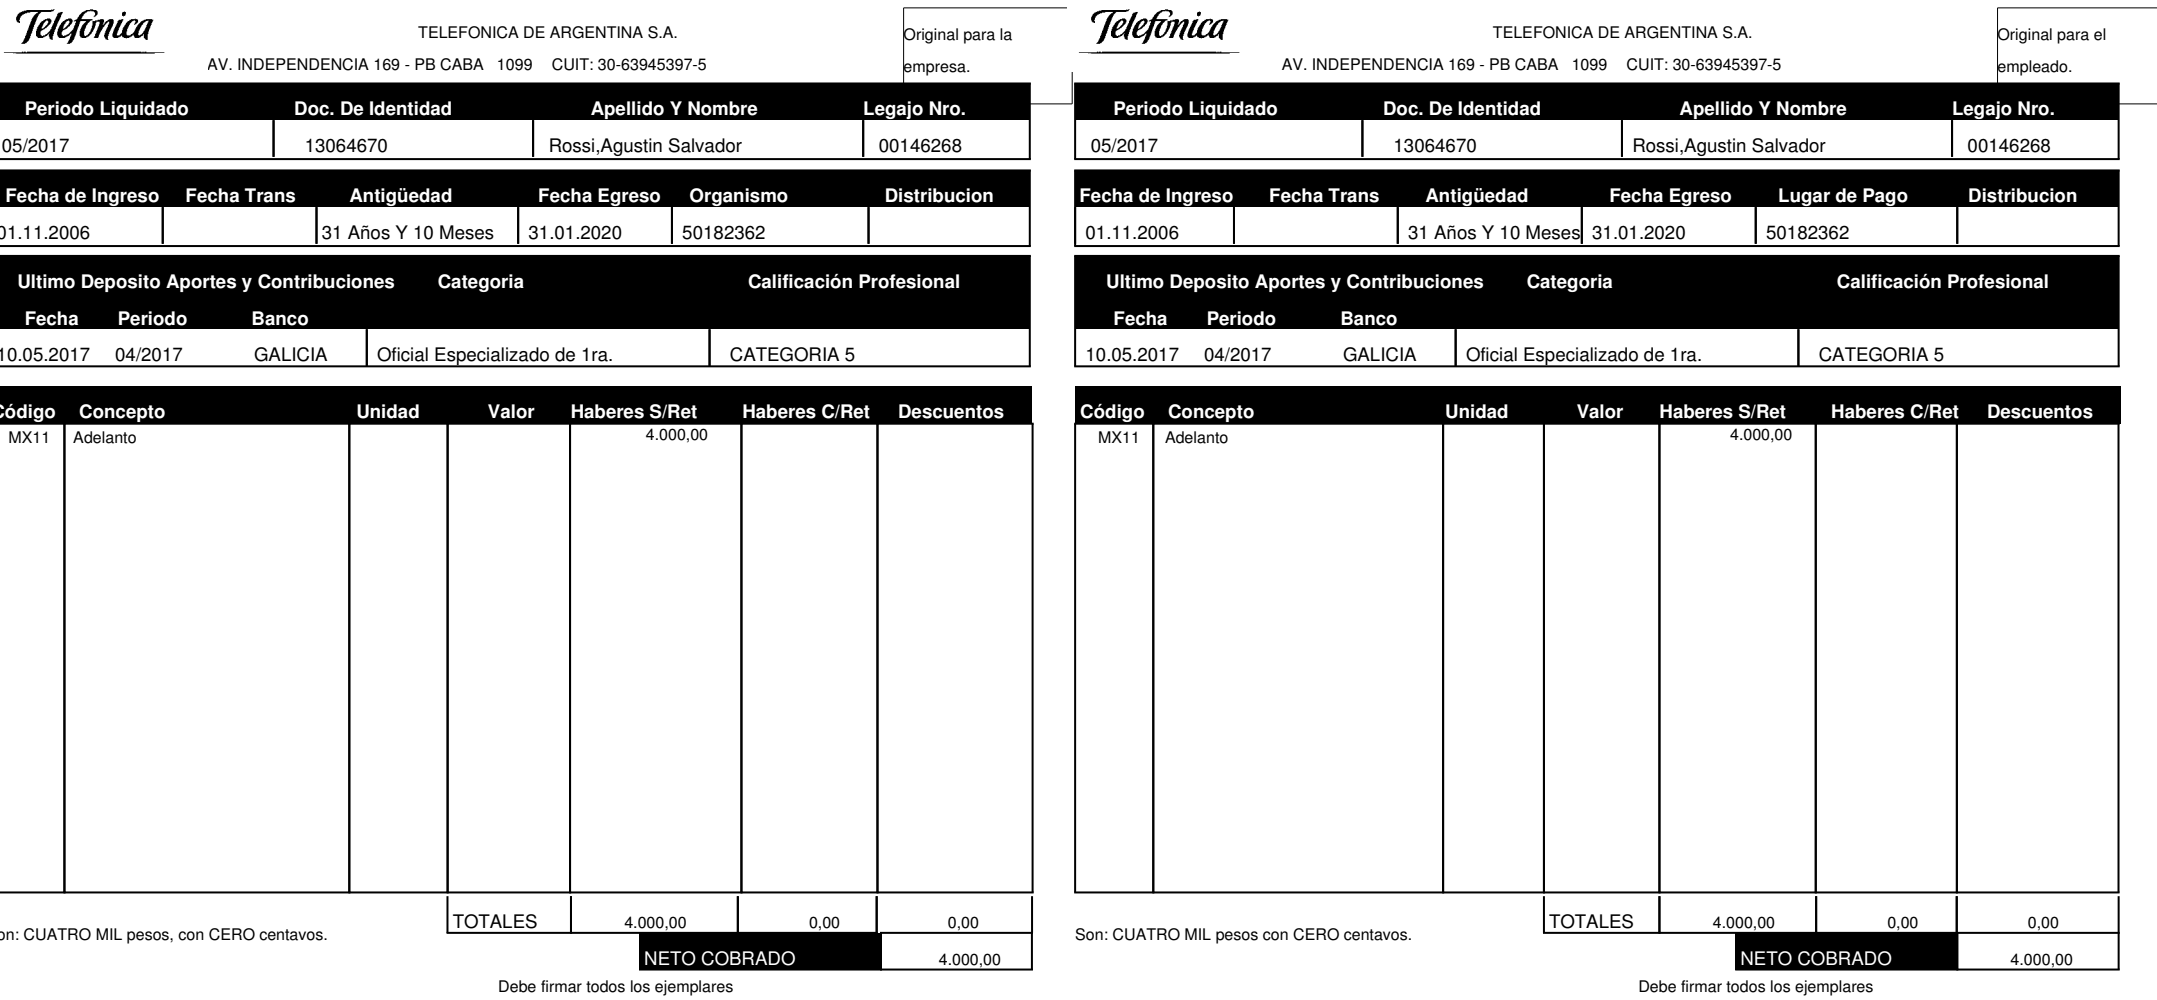 Telefónica
TELEFONICA DE ARGENTINA S.A.
AV. INDEPENDENCIA 169 - PB CABA 1099 CUIT: 30-63945397-5
Original para la
empresa.
Periodo Liquidado Doc. De Identidad Apellido Y Nombre Legajo Nro.
05/2017 13064670 Rossi,Agustin Salvador 00146268
Fecha de Ingreso Fecha Trans Antigüedad Fecha Egreso Organismo Distribucion
01.11.2006 31 Años Y 10 Meses 31.01.2020 50182362
Ultimo Deposito Aportes y Contribuciones Categoria Calificación Profesional
Fecha Periodo Banco
10.05.2017 04/2017 GALICIA Oficial Especializado de 1ra. CATEGORIA 5
Código Concepto Unidad Valor Haberes S/Ret Haberes C/Ret Descuentos
MX11 Adelanto 4.000,00
TOTALES 4.000,00 0,00 0,00
on: CUATRO MIL pesos, con CERO centavos.
NETO COBRADO 4.000,00
Debe firmar todos los ejemplares
Telefónica
TELEFONICA DE ARGENTINA S.A.
AV. INDEPENDENCIA 169 - PB CABA 1099 CUIT: 30-63945397-5
Original para el
empleado.
Periodo Liquidado Doc. De Identidad Apellido Y Nombre Legajo Nro.
05/2017 13064670 Rossi,Agustin Salvador 00146268
Fecha de Ingreso Fecha Trans Antigüedad Fecha Egreso Lugar de Pago Distribucion
01.11.2006 31 Años Y 10 Meses 31.01.2020 50182362
Ultimo Deposito Aportes y Contribuciones Categoria Calificación Profesional
Fecha Periodo Banco
10.05.2017 04/2017 GALICIA Oficial Especializado de 1ra. CATEGORIA 5
Código Concepto Unidad Valor Haberes S/Ret Haberes C/Ret Descuentos
MX11 Adelanto 4.000,00
TOTALES 4.000,00 0,00 0,00
Son: CUATRO MIL pesos con CERO centavos.
NETO COBRADO 4.000,00
Debe firmar todos los ejemplares